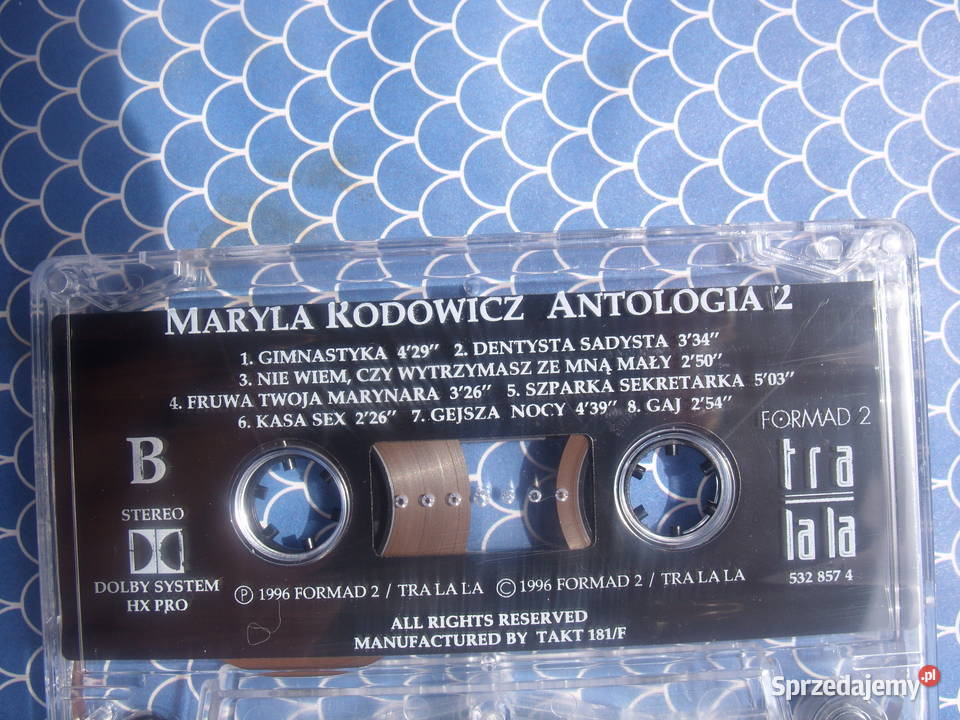 MARYLA RODOWICZ ANTOLOGIA 2
1. GIMNASTYKA 4'29" 2. DENTYSTA SADYSTA 3'34"
3. NIE WIEM, CZY WYTRZYMASZ ZE MNĄ MAŁY 2'50"
4. FRUWA TWOJA MARYNARA 3'26" 5. SZPARKA SEKRETARKA 5'03"
6. KASA SEX 2'26" 7. GEJSZA NOCY 4'39" 8. GAJ 2'54"
FORMAD 2
B
tra
la la
STEREO
DOLBY SYSTEM
HX PRO
532 857 4
Ⓟ 1996 FORMAD 2 / TRA LA LA © 1996 FORMAD 2 / TRA LA LA
ALL RIGHTS RESERVED
MANUFACTURED BY TAKT 181/F
Sprzedajemy.pl